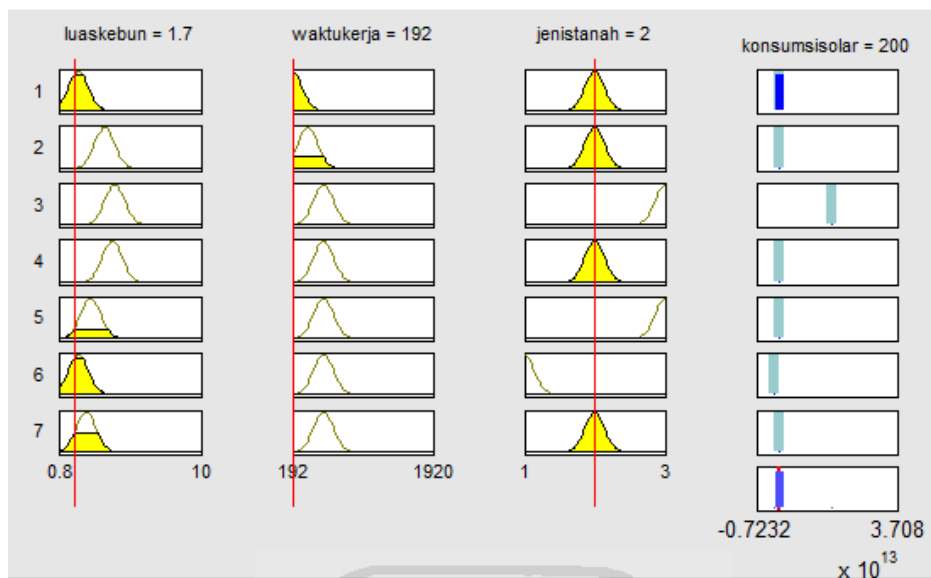 luaskebun = 1.7 waktukerja = 192 jenistanah = 2 konsumsisolar = 200
1
2
3
4
5
6
7
0.8 10 192 1920 1 3
-0.7232 3.708
x 10^13